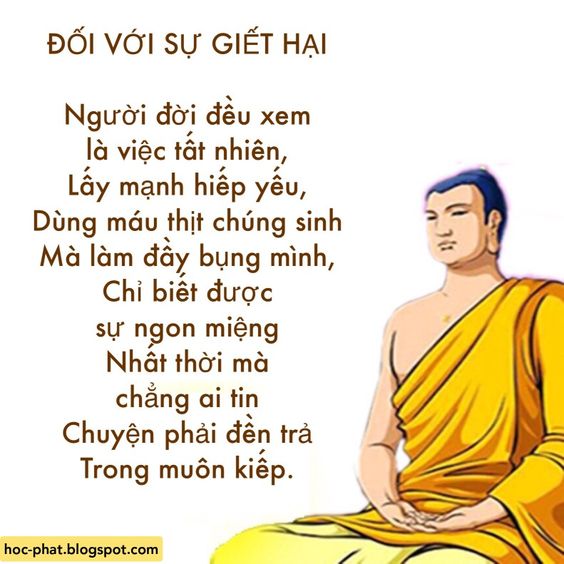 ĐỐI VỚI SỰ GIẾT HẠI
Người đời đều xem
là việc tất nhiên,
Lấy mạnh hiếp yếu,
Dùng máu thịt chúng sinh
Mà làm đầy bụng mình,
Chỉ biết được
sự ngon miệng
Nhất thời mà
chẳng ai tin
Chuyện phải đền trả
Trong muôn kiếp.
hoc-phat.blogspot.com